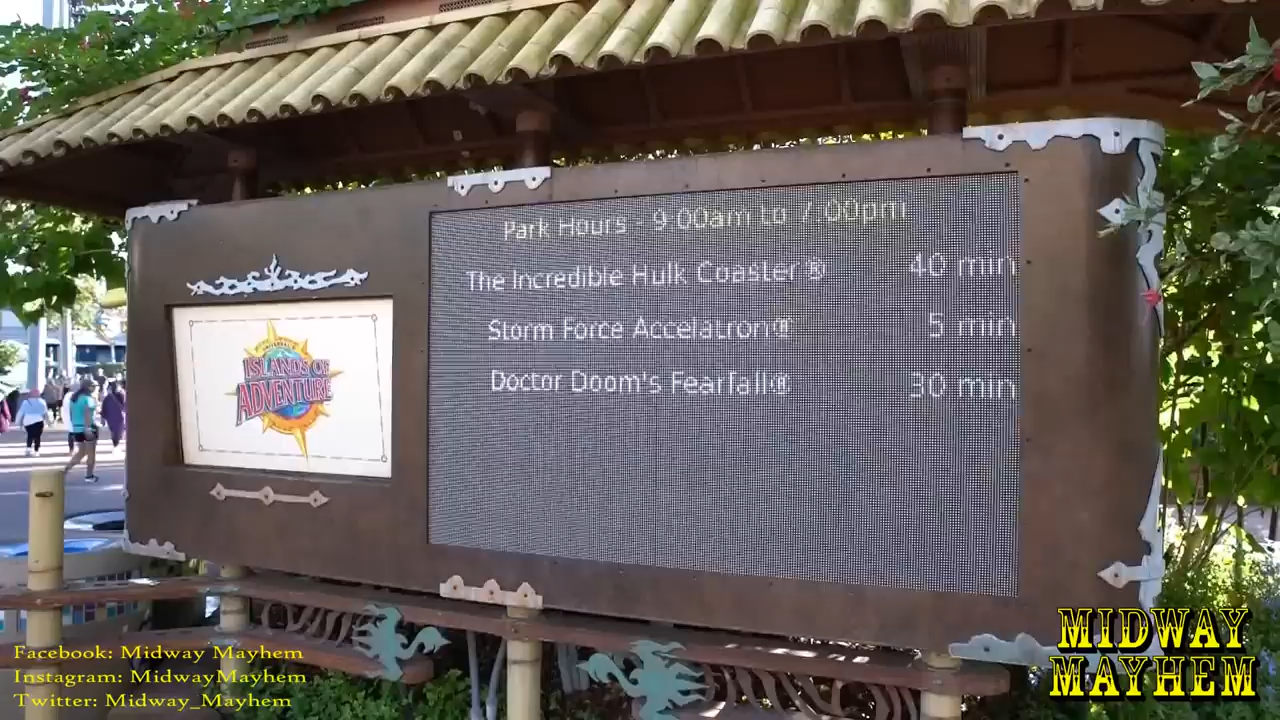 Park Hours - 9:00am to 7:00pm
The Incredible Hulk Coaster® 40 min
Storm Force Accelatron® 5 min
Doctor Doom's Fearfall® 30 min
UNIVERSAL'S
ISLANDS OF
ADVENTURE
Facebook: Midway Mayhem
Instagram: MidwayMayhem
Twitter: Midway_Mayhem
MIDWAY
MAYHEM